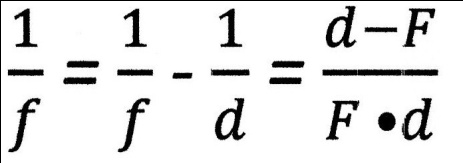 1/f = 1/f - 1/d = d−F/F•d